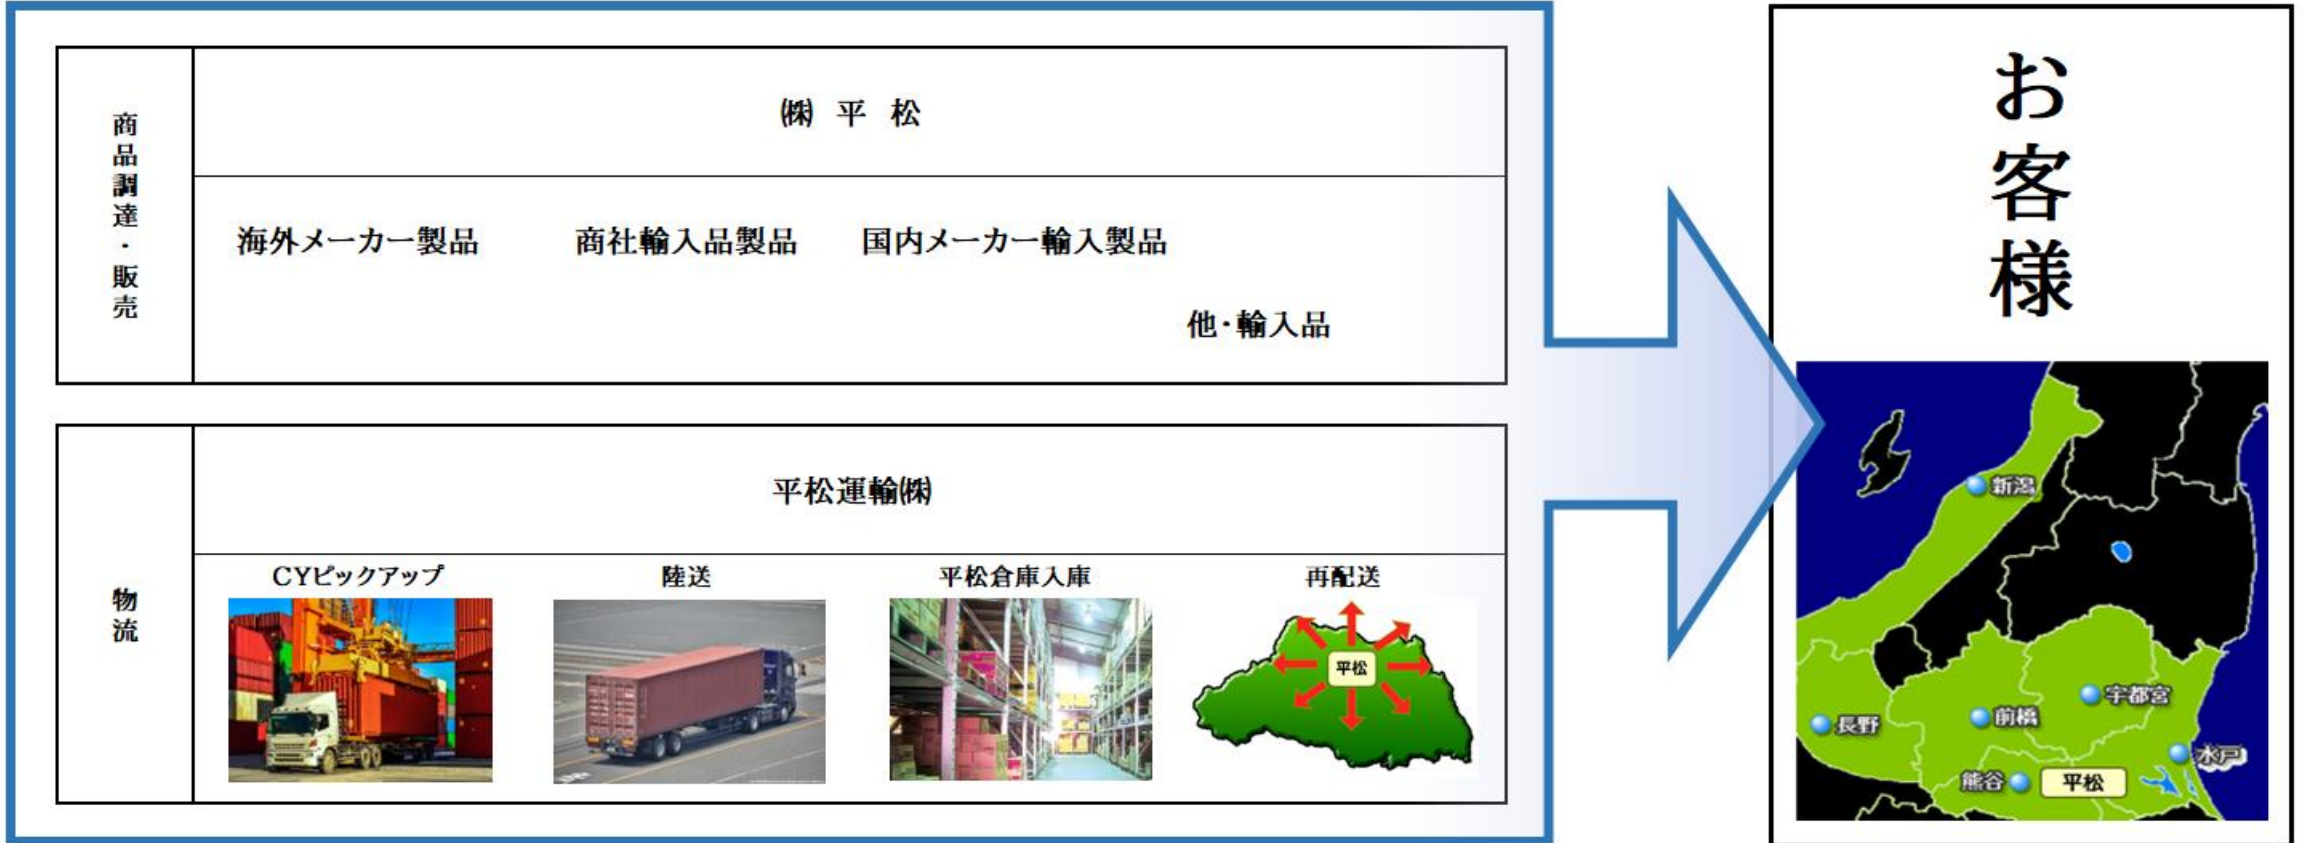 商品調達・販売
㈱ 平 松
海外メーカー製品
商社輸入品製品
国内メーカー輸入製品
他・輸入品
物流
平松運輸㈱
CYピックアップ
陸送
平松倉庫入庫
再配送
平松
お客様
新潟
宇都宮
前橋
長野
水戸
熊谷
平松